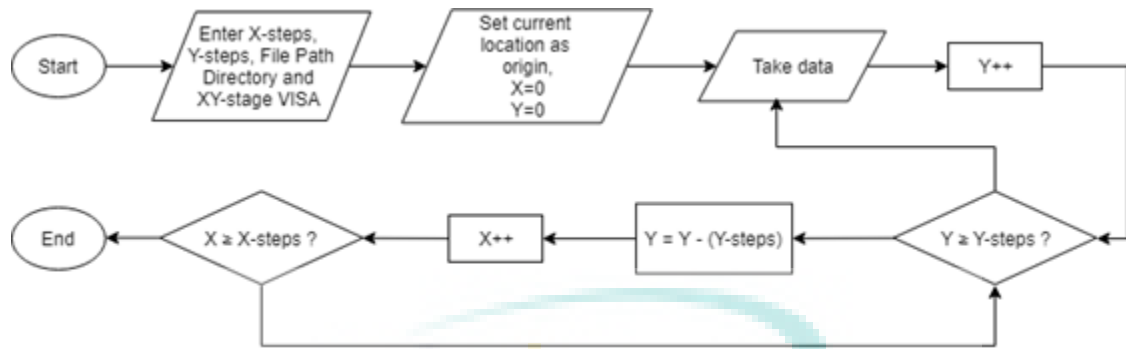 Start
Enter X-steps,
Y-steps, File Path
Directory and
XY-stage VISA
Set current
location as
origin,
X=0
Y=0
Take data
Y++
End
X ≥ X-steps ?
X++
Y = Y - (Y-steps)
Y ≥ Y-steps ?